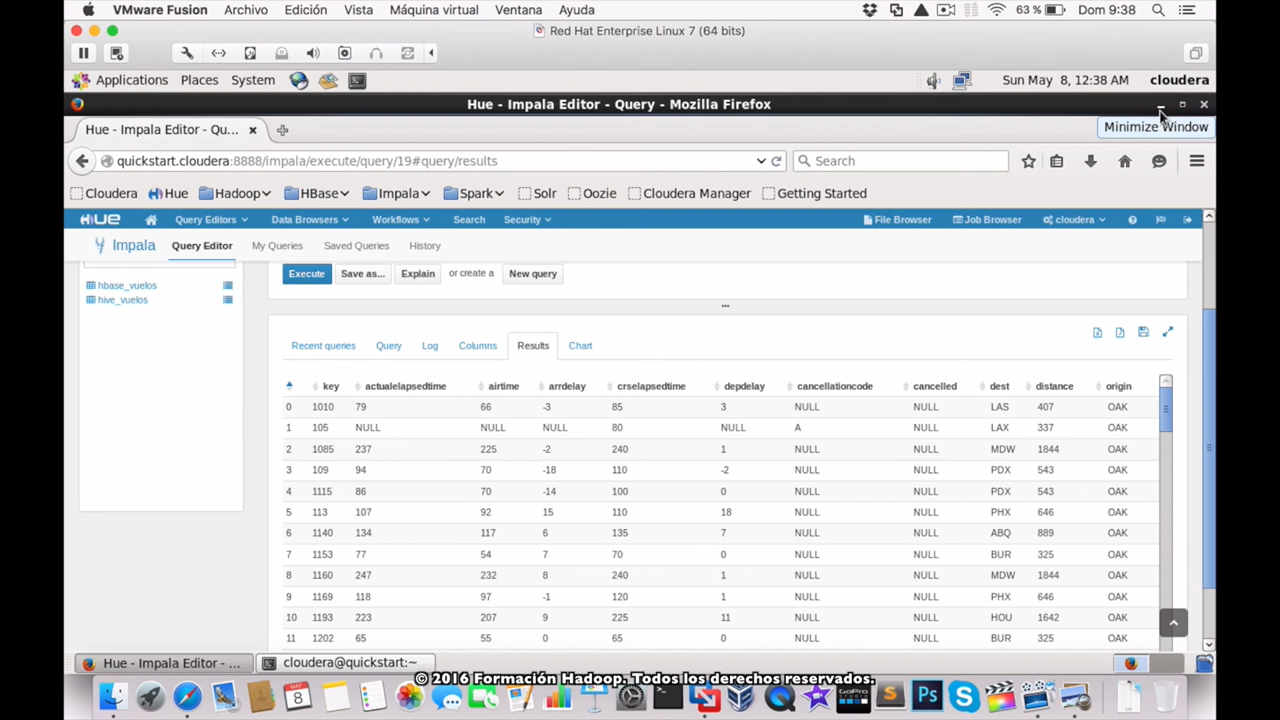 VMware Fusion Archivo Edición Vista Máquina virtual Ventana Ayuda 63 % Dom 9:38
Red Hat Enterprise Linux 7 (64 bits)
Applications Places System Sun May 8, 12:38 AM cloudera
Hue - Impala Editor - Query - Mozilla Firefox
Hue - Impala Editor - Qu...
Minimize Window
quickstart.cloudera:8888/impala/execute/query/19#query/results Search
Cloudera Hue Hadoop HBase Impala Spark Solr Oozie Cloudera Manager Getting Started
HUE Query Editors Data Browsers Workflows Search Security File Browser Job Browser cloudera
Impala Query Editor My Queries Saved Queries History
Execute Save as... Explain or create a New query
hbase_vuelos
hive_vuelos
Recent queries Query Log Columns Results Chart
key actualelapsedtime airtime arrdelay crselapsedtime depdelay cancellationcode cancelled dest distance origin
0 1010 79 66 -3 85 3 NULL NULL LAS 407 OAK
1 105 NULL NULL NULL 80 NULL A NULL LAX 337 OAK
2 1085 237 225 -2 240 1 NULL NULL MDW 1844 OAK
3 109 94 70 -18 110 -2 NULL NULL PDX 543 OAK
4 1115 86 70 -14 100 0 NULL NULL PDX 543 OAK
5 113 107 92 15 110 18 NULL NULL PHX 646 OAK
6 1140 134 117 6 135 7 NULL NULL ABQ 889 OAK
7 1153 77 54 7 70 0 NULL NULL BUR 325 OAK
8 1160 247 232 8 240 1 NULL NULL MDW 1844 OAK
9 1169 118 97 -1 120 1 NULL NULL PHX 646 OAK
10 1193 223 207 9 225 11 NULL NULL HOU 1642 OAK
11 1202 65 55 0 65 0 NULL NULL BUR 325 OAK
Hue - Impala Editor - ... cloudera@quickstart:~
© 2016 Formación Hadoop. Todos los derechos reservados.
8
Ps